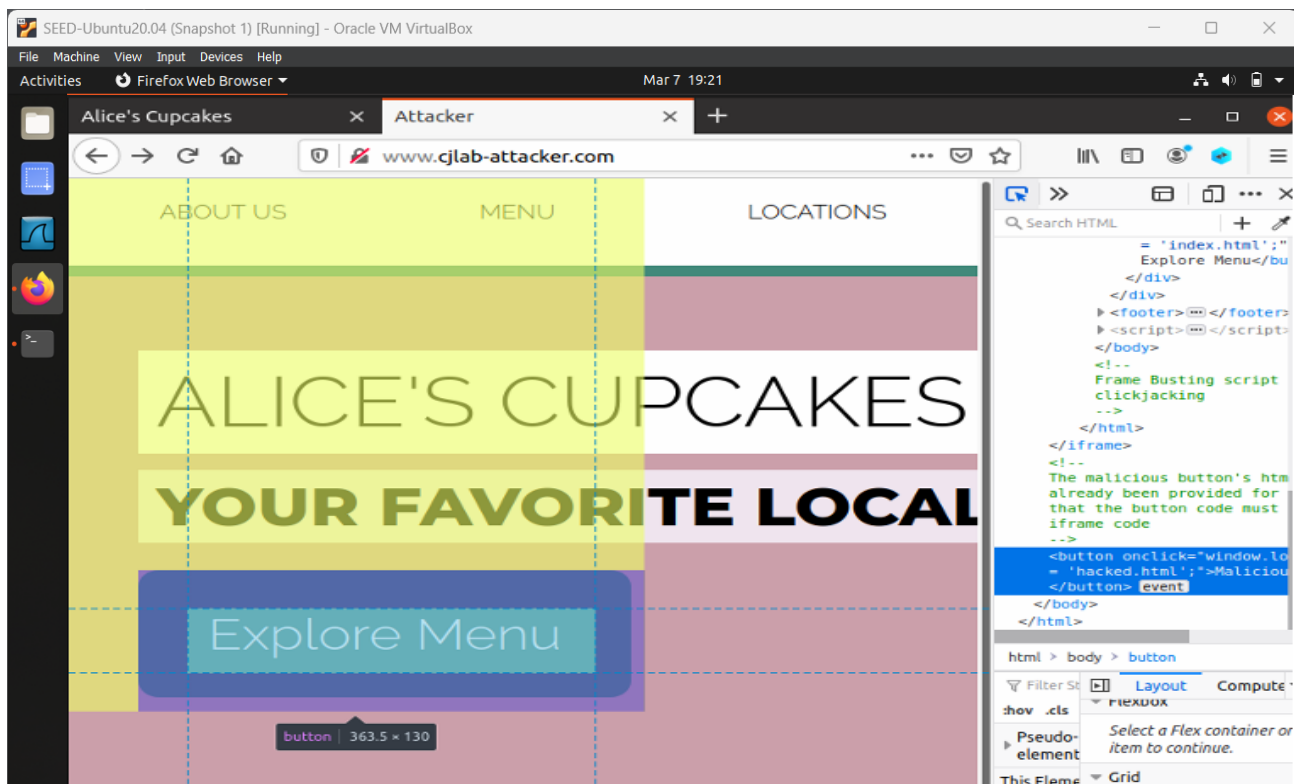 SEED-Ubuntu20.04 (Snapshot 1) [Running] - Oracle VM VirtualBox
File Machine View Input Devices Help
Activities Firefox Web Browser Mar 7 19:21
Alice's Cupcakes Attacker
www.cjlab-attacker.com
ABOUT US MENU LOCATIONS
ALICE'S CUPCAKES
YOUR FAVORITE LOCAL
Explore Menu
button 363.5 × 130
Search HTML
= 'index.html';"
Explore Menu</bu
</div>
</div>
<footer></footer>
<script></script>
</body>
<!--
Frame Busting script
clickjacking
-->
</html>
</iframe>
<!--
The malicious button's htm
already been provided for
that the button code must
iframe code
-->
<button onclick="window.lo
= 'hacked.html';">Maliciou
</button> event
</body>
</html>
html > body > button
Filter St
Layout Compute
:hov .cls
Flexbox
Pseudo-
element
Select a Flex container or
item to continue.
This Eleme
Grid